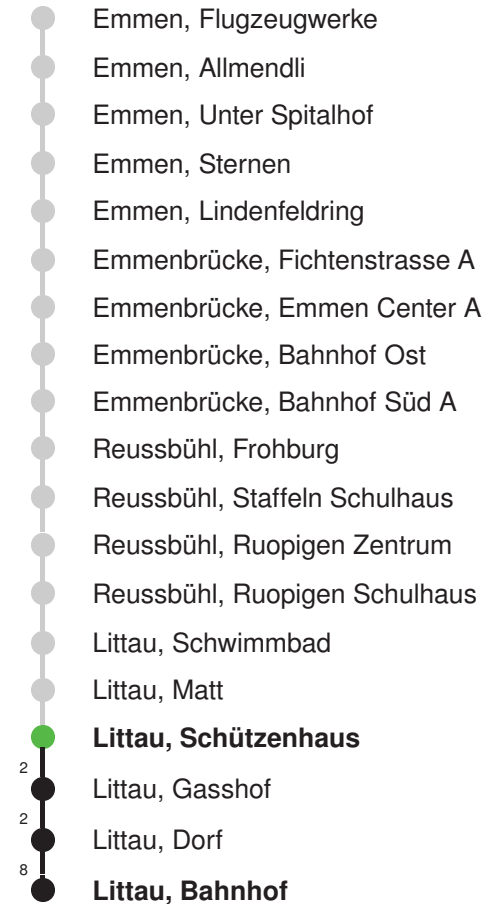 Emmen, Flugzeugwerke
Emmen, Allmendli
Emmen, Unter Spitalhof
Emmen, Sternen
Emmen, Lindenfeldring
Emmenbrücke, Fichtenstrasse A
Emmenbrücke, Emmen Center A
Emmenbrücke, Bahnhof Ost
Emmenbrücke, Bahnhof Süd A
Reussbühl, Frohburg
Reussbühl, Staffeln Schulhaus
Reussbühl, Ruopigen Zentrum
Reussbühl, Ruopigen Schulhaus
Littau, Schwimmbad
Littau, Matt
Littau, Schützenhaus
2
Littau, Gasshof
2
Littau, Dorf
8
Littau, Bahnhof